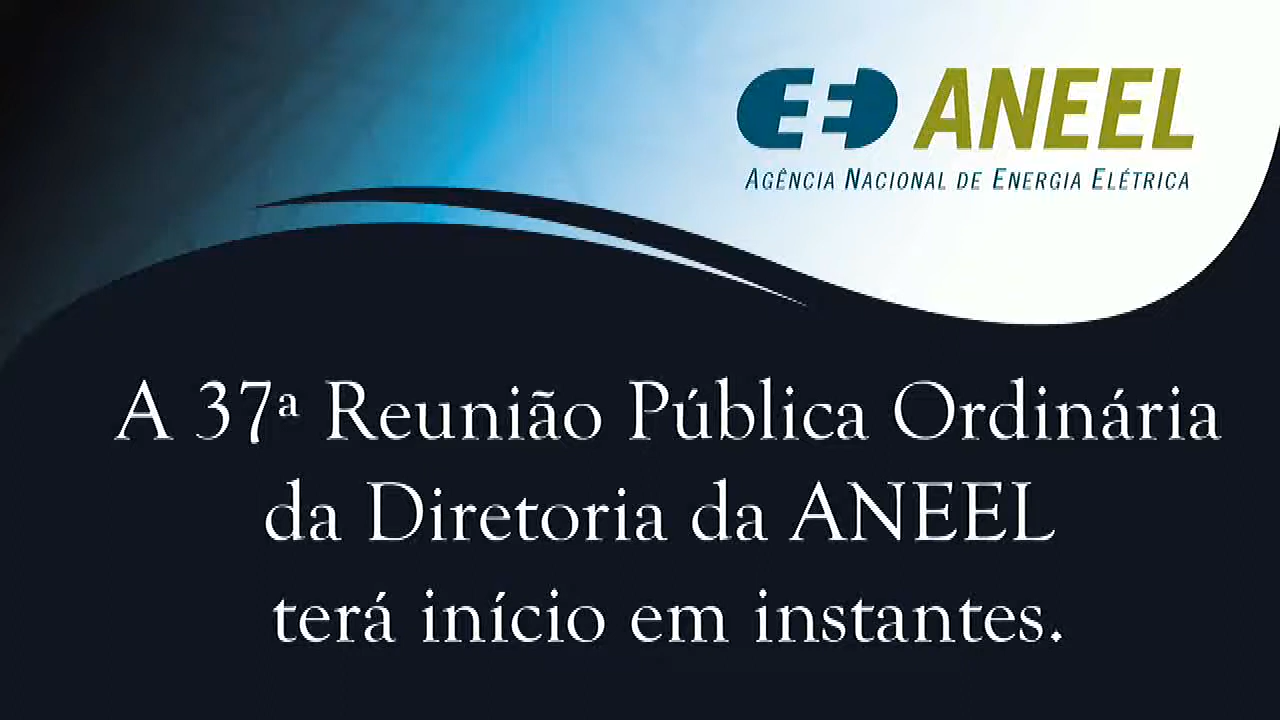 ANEEL
AGÊNCIA NACIONAL DE ENERGIA ELÉTRICA
A 37ª Reunião Pública Ordinária
da Diretoria da ANEEL
terá início em instantes.